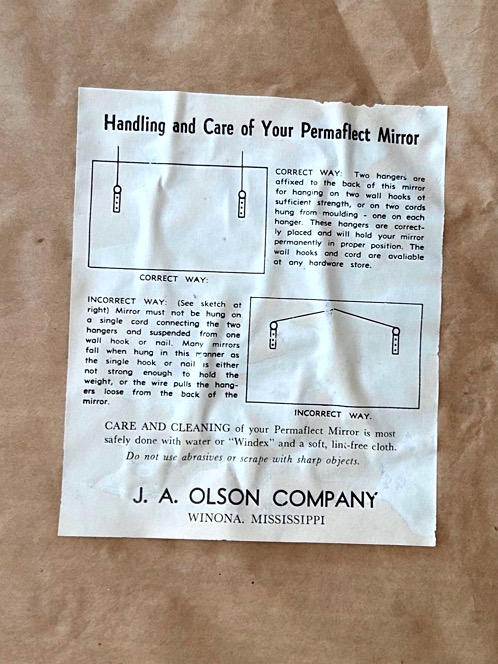 Handling and Care of Your Permaflect Mirror
CORRECT WAY: Two hangers are
affixed to the back of this mirror
for hanging on two wall hooks of
sufficient strength, or on two cords
hung from moulding - one on each
hanger. These hangers are correct-
ly placed and will hold your mirror
permanently in proper position. The
wall hooks and cord are avaliable
at any hardware store.
CORRECT WAY:
INCORRECT WAY: (See sketch at
right) Mirror must not be hung on
a single cord connecting the two
hangers and suspended from one
wall hook or nail. Many mirrors
fall when hung in this manner as
the single hook or nail is either
not strong enough to hold the
weight, or the wire pulls the hang-
ers loose from the back of the
mirror.
INCORRECT WAY.
CARE AND CLEANING of your Permaflect Mirror is most
safely done with water or "Windex" and a soft, lint-free cloth.
Do not use abrasives or scrape with sharp objects.
J. A. OLSON COMPANY
WINONA, MISSISSIPPI